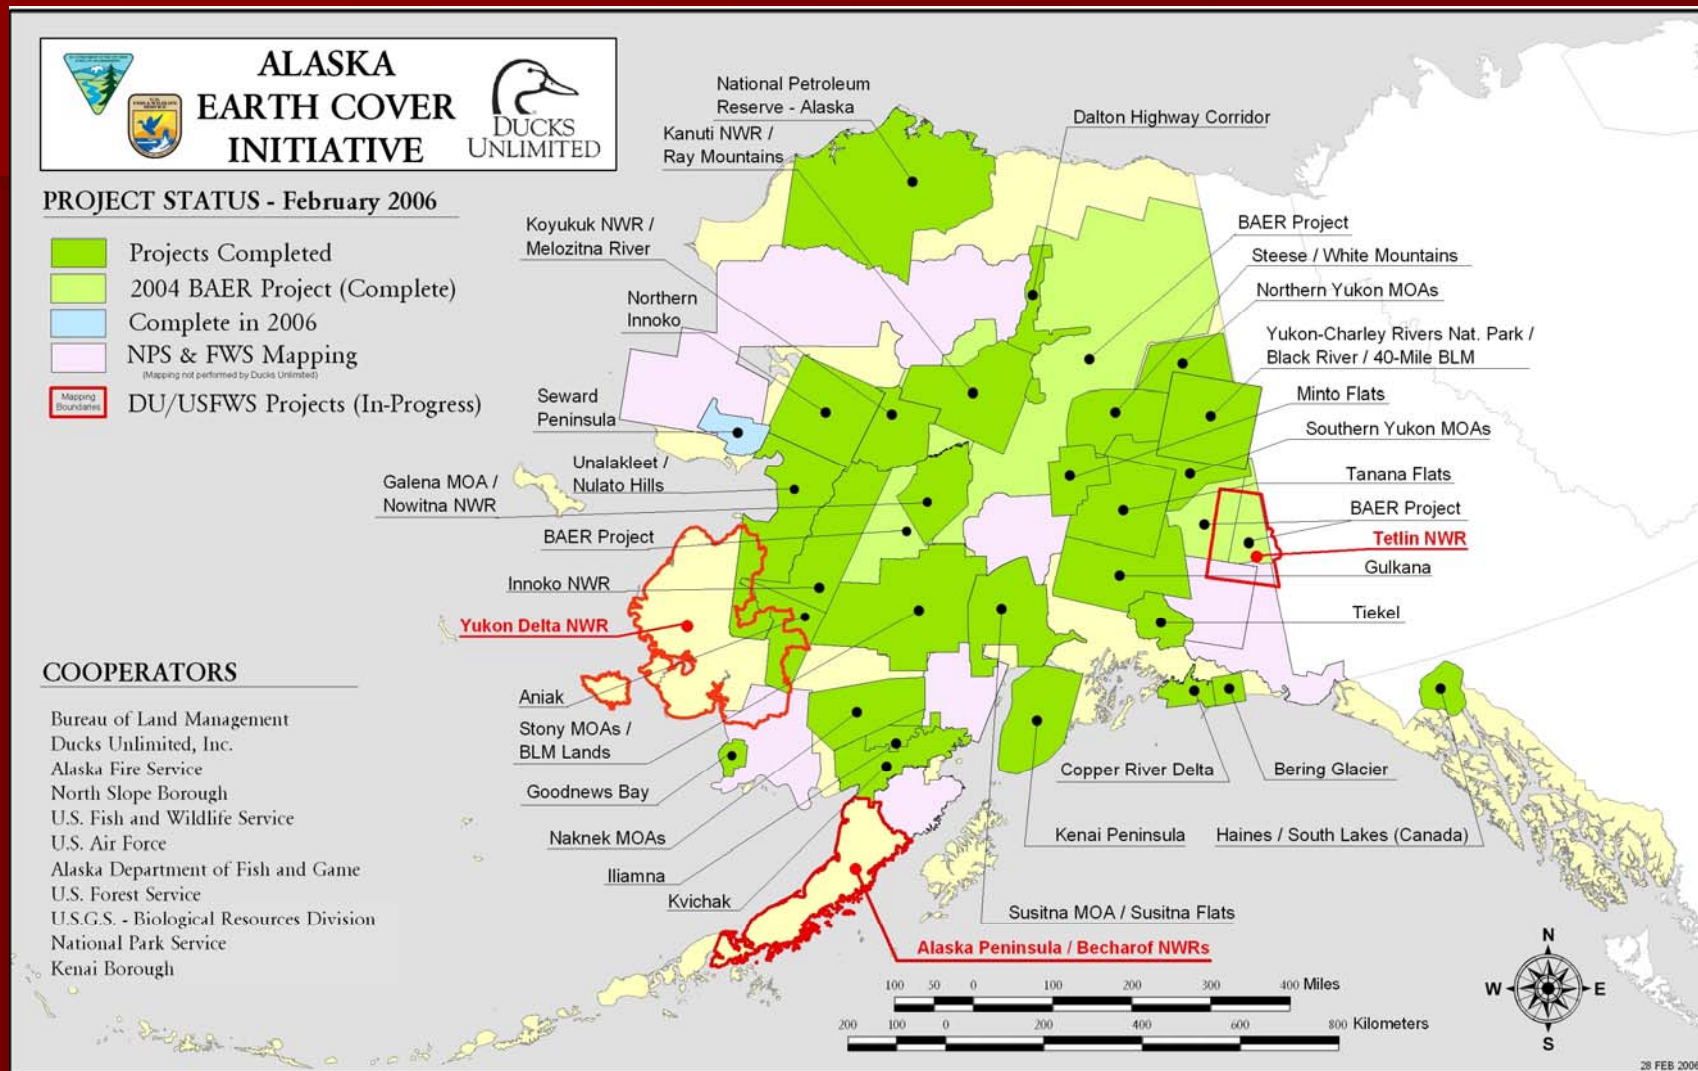 ALASKA
EARTH COVER
INITIATIVE
DUCKS
UNLIMITED
PROJECT STATUS - February 2006
Projects Completed
2004 BAER Project (Complete)
Complete in 2006
NPS & FWS Mapping
(Mapping not performed by Ducks Unlimited)
Mapping
Boundaries
DU/USFWS Projects (In-Progress)
National Petroleum
Reserve - Alaska
Kanuti NWR /
Ray Mountains
Dalton Highway Corridor
Koyukuk NWR /
Melozitna River
Northern
Innoko
Seward
Peninsula
Unalakleet /
Nulato Hills
Galena MOA /
Nowitna NWR
BAER Project
Innoko NWR
Yukon Delta NWR
Aniak
Stony MOAs /
BLM Lands
Goodnews Bay
Naknek MOAs
Iliamna
Kvichak
BAER Project
Steese / White Mountains
Northern Yukon MOAs
Yukon-Charley Rivers Nat. Park /
Black River / 40-Mile BLM
Minto Flats
Southern Yukon MOAs
Tanana Flats
BAER Project
Tetlin NWR
Gulkana
Tiekel
Copper River Delta
Bering Glacier
Kenai Peninsula
Haines / South Lakes (Canada)
Susitna MOA / Susitna Flats
Alaska Peninsula / Becharof NWRs
COOPERATORS
Bureau of Land Management
Ducks Unlimited, Inc.
Alaska Fire Service
North Slope Borough
U.S. Fish and Wildlife Service
U.S. Air Force
Alaska Department of Fish and Game
U.S. Forest Service
U.S.G.S. - Biological Resources Division
National Park Service
Kenai Borough
100 50 0 100 200 300 400 Miles
200 100 0 200 400 600 800 Kilometers
N
W E
S
28 FEB 2006